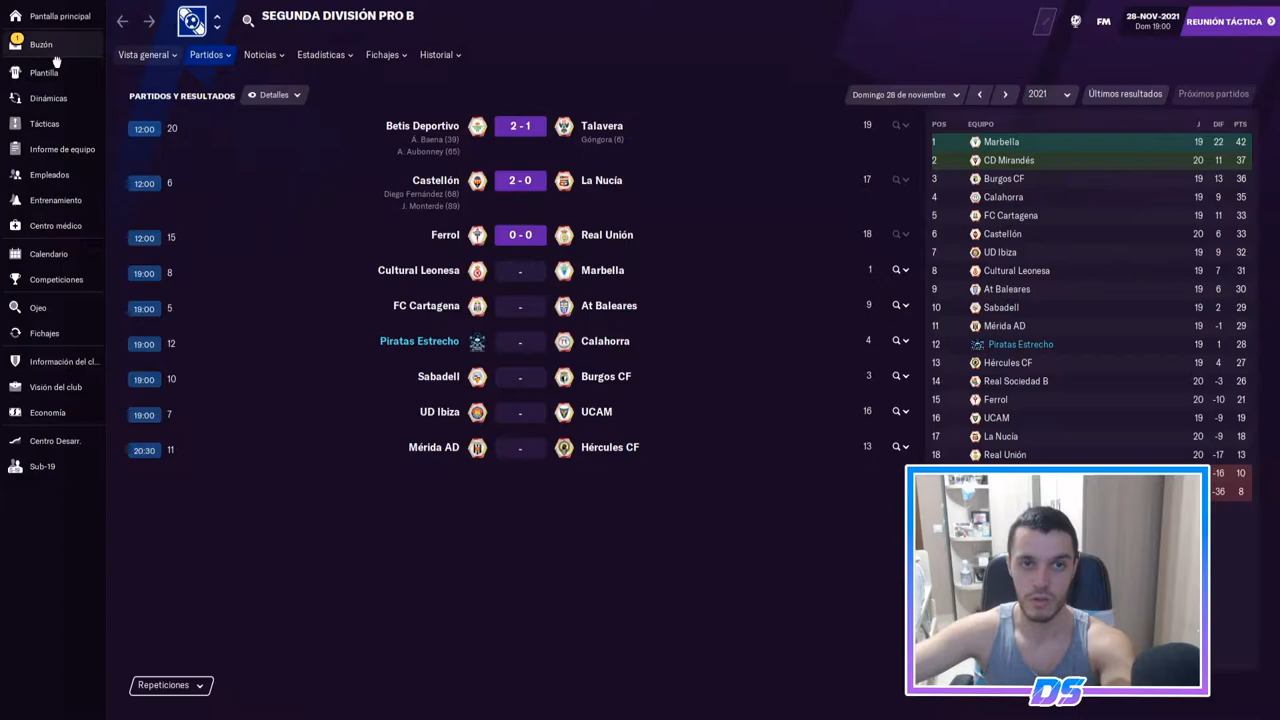 Pantalla principal
SEGUNDA DIVISIÓN PRO B
28-NOV-2021
Dom 19:00
FM
REUNIÓN TÁCTICA
1
Buzón
Plantilla
Dinámicas
Tácticas
Informe de equipo
Empleados
Entrenamiento
Centro médico
Calendario
Competiciones
Ojeo
Fichajes
Información del cl...
Visión del club
Economía
Centro Desarr.
Sub-19
Vista general
Partidos
Noticias
Estadísticas
Fichajes
Historial
PARTIDOS Y RESULTADOS
Detalles
Domingo 28 de noviembre
2021
Últimos resultados
Próximos partidos
12:00 20 Betis Deportivo 2 - 1 Talavera 19
Á. Baena (39) Góngora (6)
A. Aubonney (65)
12:00 6 Castellón 2 - 0 La Nucía 17
Diego Fernández (68)
J. Monterde (89)
12:00 15 Ferrol 0 - 0 Real Unión 18
19:00 8 Cultural Leonesa - Marbella 1
19:00 5 FC Cartagena - At Baleares 9
19:00 12 Piratas Estrecho - Calahorra 4
19:00 10 Sabadell - Burgos CF 3
19:00 7 UD Ibiza - UCAM 16
20:30 11 Mérida AD - Hércules CF 13
Repeticiones
POS EQUIPO J DIF PTS
1 Marbella 19 22 42
2 CD Mirandés 20 11 37
3 Burgos CF 19 13 36
4 Calahorra 19 9 35
5 FC Cartagena 19 11 33
6 Castellón 20 6 33
7 UD Ibiza 19 9 32
8 Cultural Leonesa 19 7 31
9 At Baleares 19 6 30
10 Sabadell 19 2 29
11 Mérida AD 19 -1 29
12 Piratas Estrecho 19 1 28
13 Hércules CF 19 4 27
14 Real Sociedad B 20 -3 26
15 Ferrol 20 -10 21
16 UCAM 19 -9 19
17 La Nucía 20 -9 18
18 Real Unión 20 -17 13
-16 10
-36 8
DS